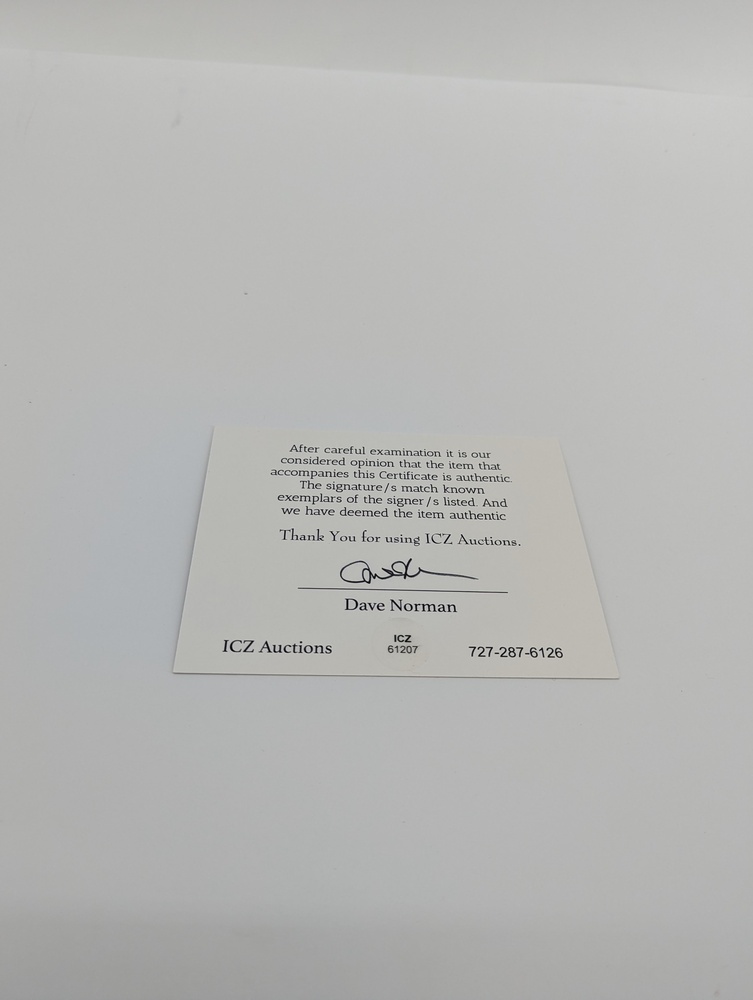 After careful examination it is our
considered opinion that the item that
accompanies this Certificate is authentic.
The signature/s match known
exemplars of the signer/s listed. And
we have deemed the item authentic
Thank You for using ICZ Auctions.
Dave Norman
ICZ Auctions
ICZ
61207
727-287-6126